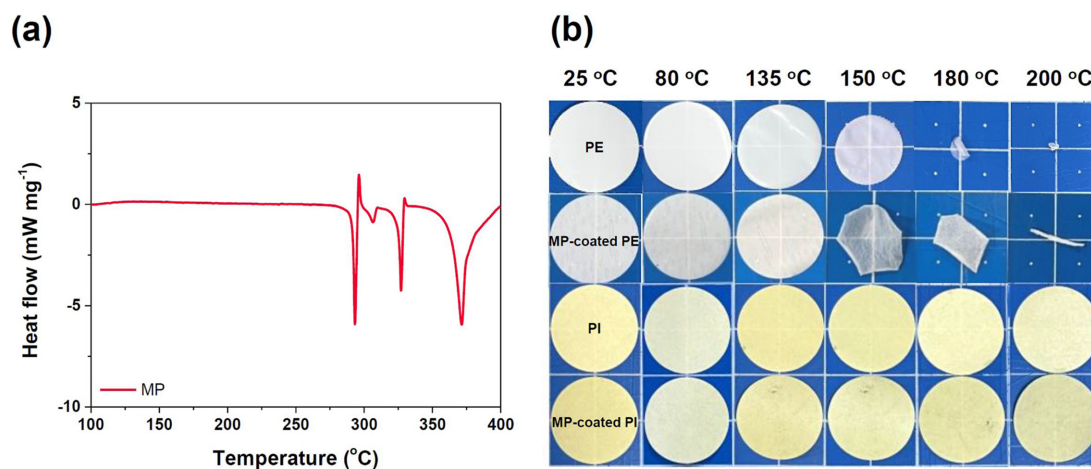 (a)
5
0
-5
-10
Heat flow (mW mg⁻¹)
MP
100 150 200 250 300 350 400
Temperature (°C)
(b)
25 °C 80 °C 135 °C 150 °C 180 °C 200 °C
PE
MP-coated PE
PI
MP-coated PI